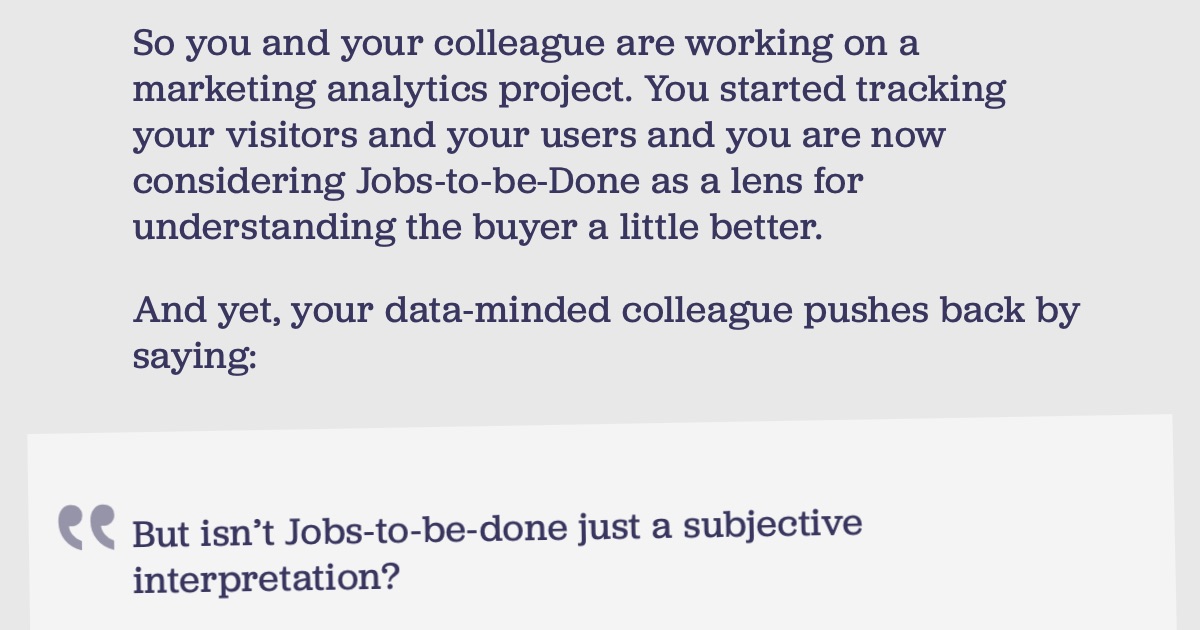 So you and your colleague are working on a
marketing analytics project. You started tracking
your visitors and your users and you are now
considering Jobs-to-be-Done as a lens for
understanding the buyer a little better.
And yet, your data-minded colleague pushes back by
saying:
“ But isn’t Jobs-to-be-done just a subjective
interpretation?